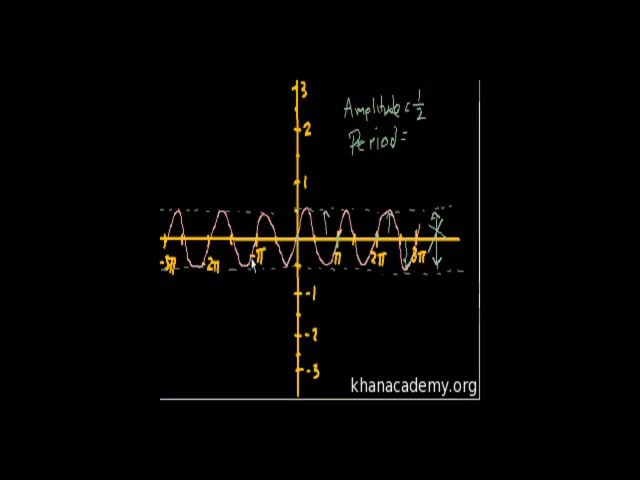 3
Amplitude = 1/2
2
Period =
1
-3π -2π -π π 2π 3π
-1
-2
-3
khanacademy.org